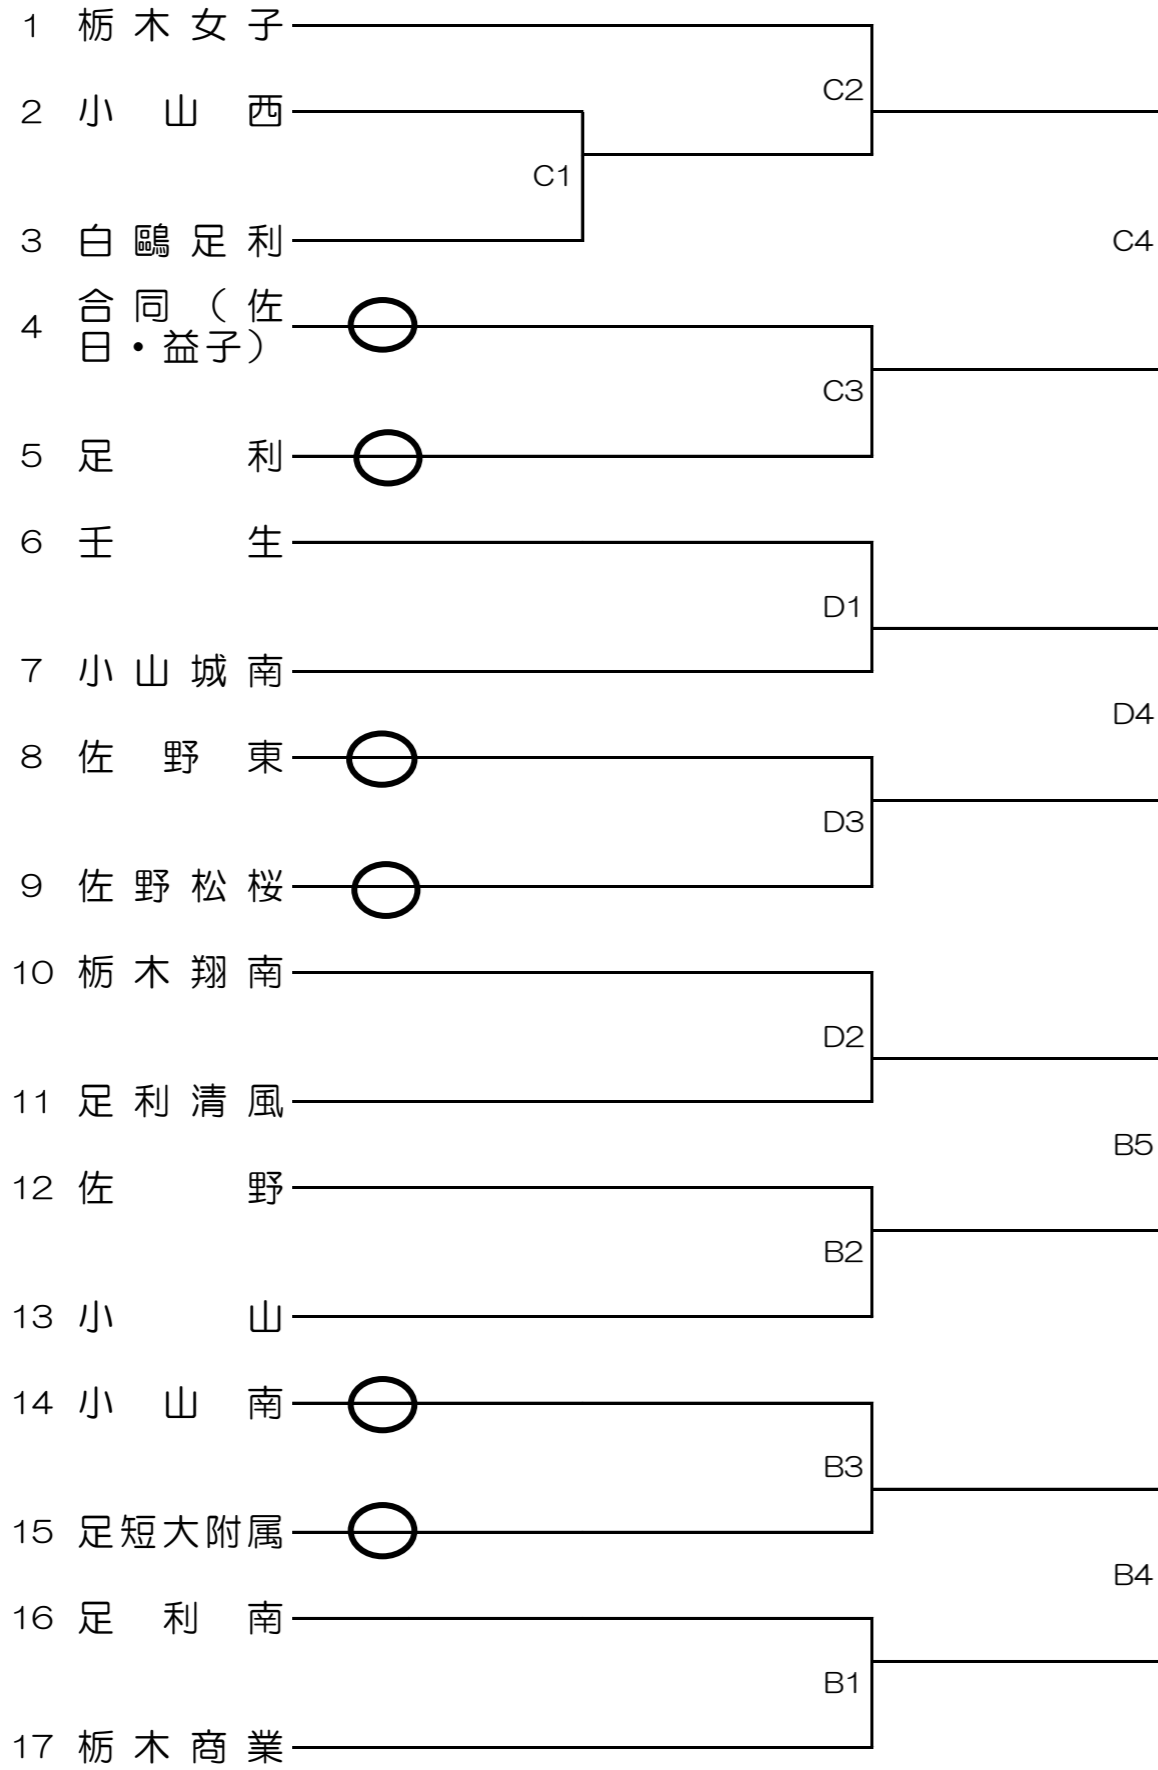 1 栃木女子
C2
2 小山西
C1
3 白鷗足利
C4
4 合同(佐
日・益子)
C3
5 足利
6 壬生
D1
7 小山城南
D4
8 佐野東
D3
9 佐野松桜
10 栃木翔南
D2
11 足利清風
B5
12 佐野
B2
13 小山
14 小山南
B3
15 足短大附属
B4
16 足利南
B1
17 栃木商業